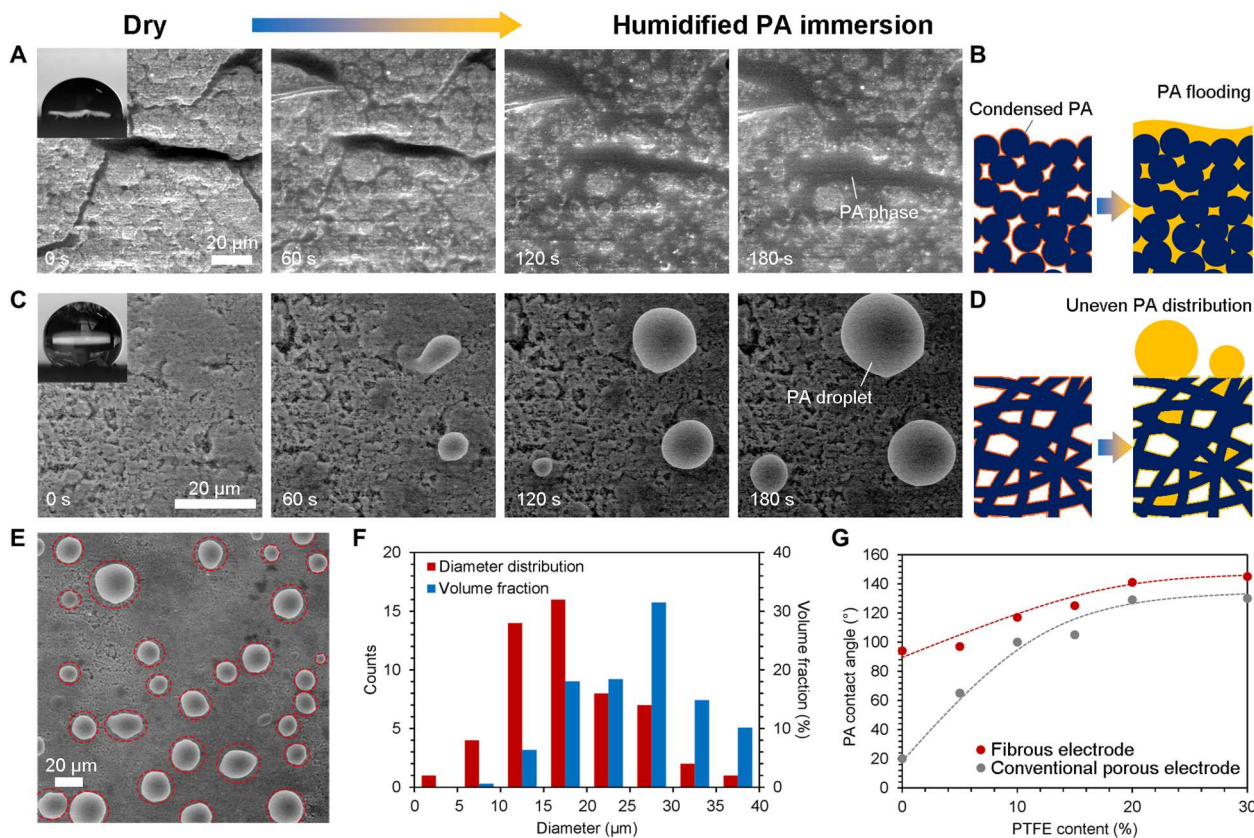 Dry
Humidified PA immersion
A
0 s
20 µm
60 s
120 s
PA phase
180 s
B
Condensed PA
PA flooding
C
0 s
20 µm
60 s
120 s
PA droplet
180 s
D
Uneven PA distribution
E
20 µm
F
20
15
10
5
0
Counts
Diameter distribution
Volume fraction
40
30
20
10
0
Volume fraction (%)
0 5 10 15 20 25 30 35 40
Diameter (µm)
G
160
140
120
100
80
60
40
20
0
PA contact angle (°)
Fibrous electrode
Conventional porous electrode
0 10 20 30
PTFE content (%)